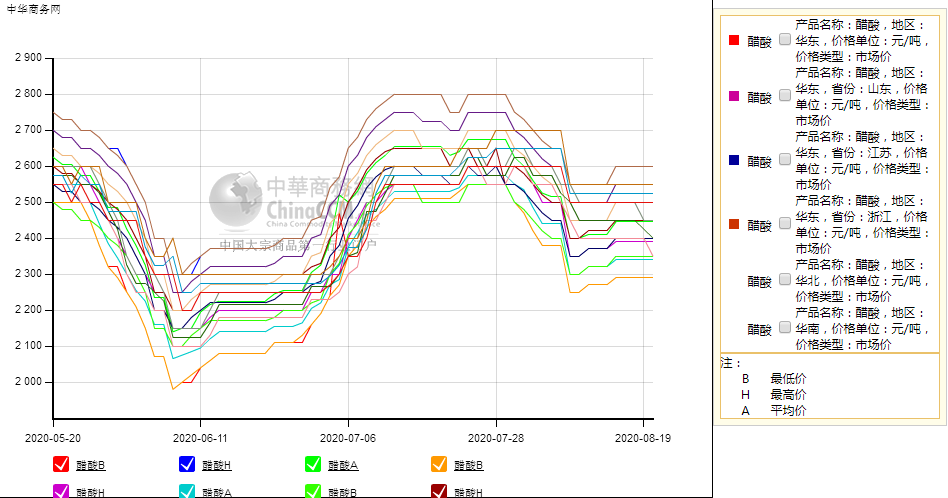 中华商务网
2 900
2 800
2 700
2 600
2 500
2 400
2 300
2 200
2 100
2 000
中華商商
ChinaCC
China Commodity
中国大宗商品第
户
2020-05-20
2020-06-11
2020-07-06
2020-07-28
2020-08-19
醋酸B
醋酸H
醋酸A
醋酸B
醋酸H
醋酸A
醋酸B
醋酸H
醋酸
产品名称：醋酸，地区：
华东，价格单位：元/吨，
价格类型：市场价
醋酸
产品名称：醋酸，地区：
华东，省份：山东，价格
单位：元/吨，价格类型：
市场价
醋酸
产品名称：醋酸，地区：
华东，省份：江苏，价格
单位：元/吨，价格类型：
市场价
醋酸
产品名称：醋酸，地区：
华东，省份：浙江，价格
单位：元/吨，价格类型：
市场价
醋酸
产品名称：醋酸，地区：
华北，价格单位：元/吨，
价格类型：市场价
醋酸
产品名称：醋酸，地区：
华南，价格单位：元/吨，
价格类型：市场价
注：
B 最低价
H 最高价
A 平均价